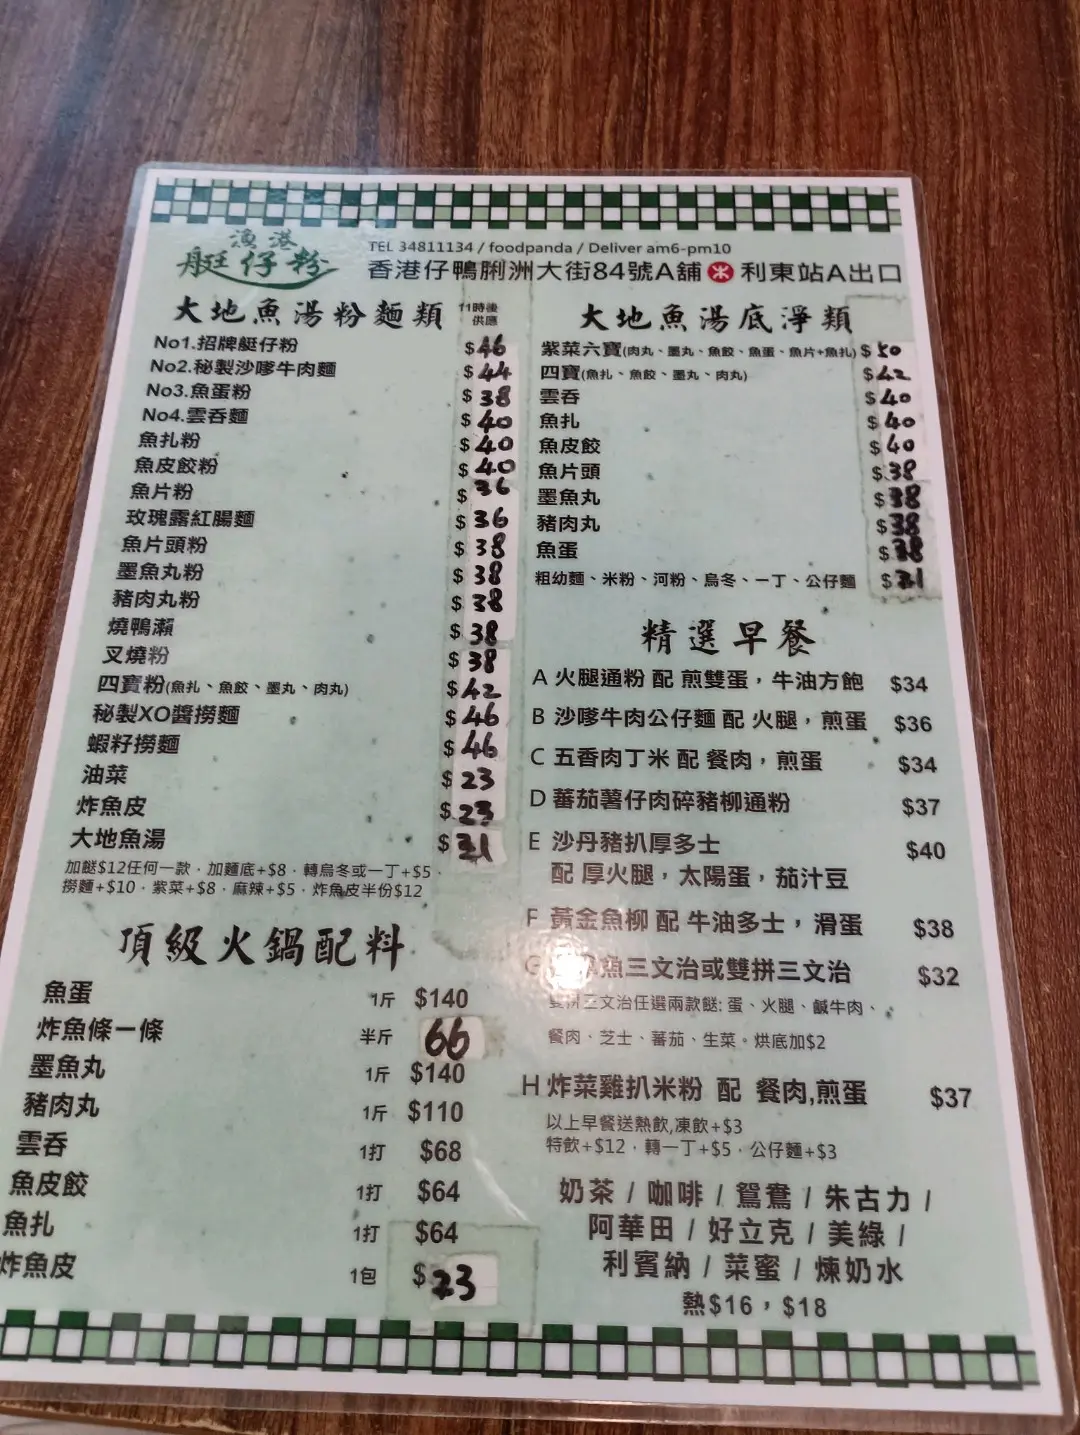 漁港
艇仔粉
TEL 34811134 / foodpanda / Deliver am6-pm10
香港仔鴨脷洲大街84號A舖 利東站A出口
大地魚湯粉麵類 11時後供應
No1.招牌艇仔粉 $46
No2.秘製沙嗲牛肉麵 $44
No3.魚蛋粉 $38
No4.雲吞麵 $40
魚扎粉 $40
魚皮餃粉 $40
魚片粉 $36
玫瑰露紅腸麵 $36
魚片頭粉 $38
墨魚丸粉 $38
豬肉丸粉 $38
燒鴨瀨 $38
叉燒粉 $38
四寶粉(魚扎、魚餃、墨丸、肉丸) $42
秘製XO醬撈麵 $46
蝦籽撈麵 $46
油菜 $23
炸魚皮 $23
大地魚湯 $31
加餸$12任何一款，加麵底+$8，轉烏冬或一丁+$5、
撈麵+$10，紫菜+$8，麻辣+$5，炸魚皮半份$12
頂級火鍋配料
魚蛋 1斤 $140
炸魚條一條 半斤 66
墨魚丸 1斤 $140
豬肉丸 1斤 $110
雲吞 1打 $68
魚皮餃 1打 $64
魚扎 1打 $64
炸魚皮 1包 $23
大地魚湯底淨類
紫菜六寶(肉丸、墨丸、魚餃、魚蛋、魚片+魚扎) $50
四寶(魚扎、魚餃、墨丸、肉丸) $42
雲吞 $40
魚扎 $40
魚皮餃 $40
魚片頭 $38
墨魚丸 $38
豬肉丸 $38
魚蛋 $38
粗幼麵、米粉、河粉、烏冬、一丁、公仔麵 $31
精選早餐
A 火腿通粉 配 煎雙蛋，牛油方飽 $34
B 沙嗲牛肉公仔麵 配 火腿，煎蛋 $36
C 五香肉丁米 配 餐肉，煎蛋 $34
D 蕃茄薯仔肉碎豬柳通粉 $37
E 沙丹豬扒厚多士 $40
配 厚火腿，太陽蛋，茄汁豆
F 黃金魚柳 配 牛油多士，滑蛋 $38
G 魚三文治或雙拼三文治 $32
雙拼三文治任選兩款餸: 蛋、火腿、鹹牛肉、
餐肉、芝士、蕃茄、生菜。烘底加$2
H 炸菜雞扒米粉 配 餐肉,煎蛋 $37
以上早餐送熱飲,凍飲+$3
特飲+$12，轉一丁+$5，公仔麵+$3
奶茶 / 咖啡 / 鴛鴦 / 朱古力 /
阿華田 / 好立克 / 美綠 /
利賓納 / 菜蜜 / 煉奶水
熱$16，$18